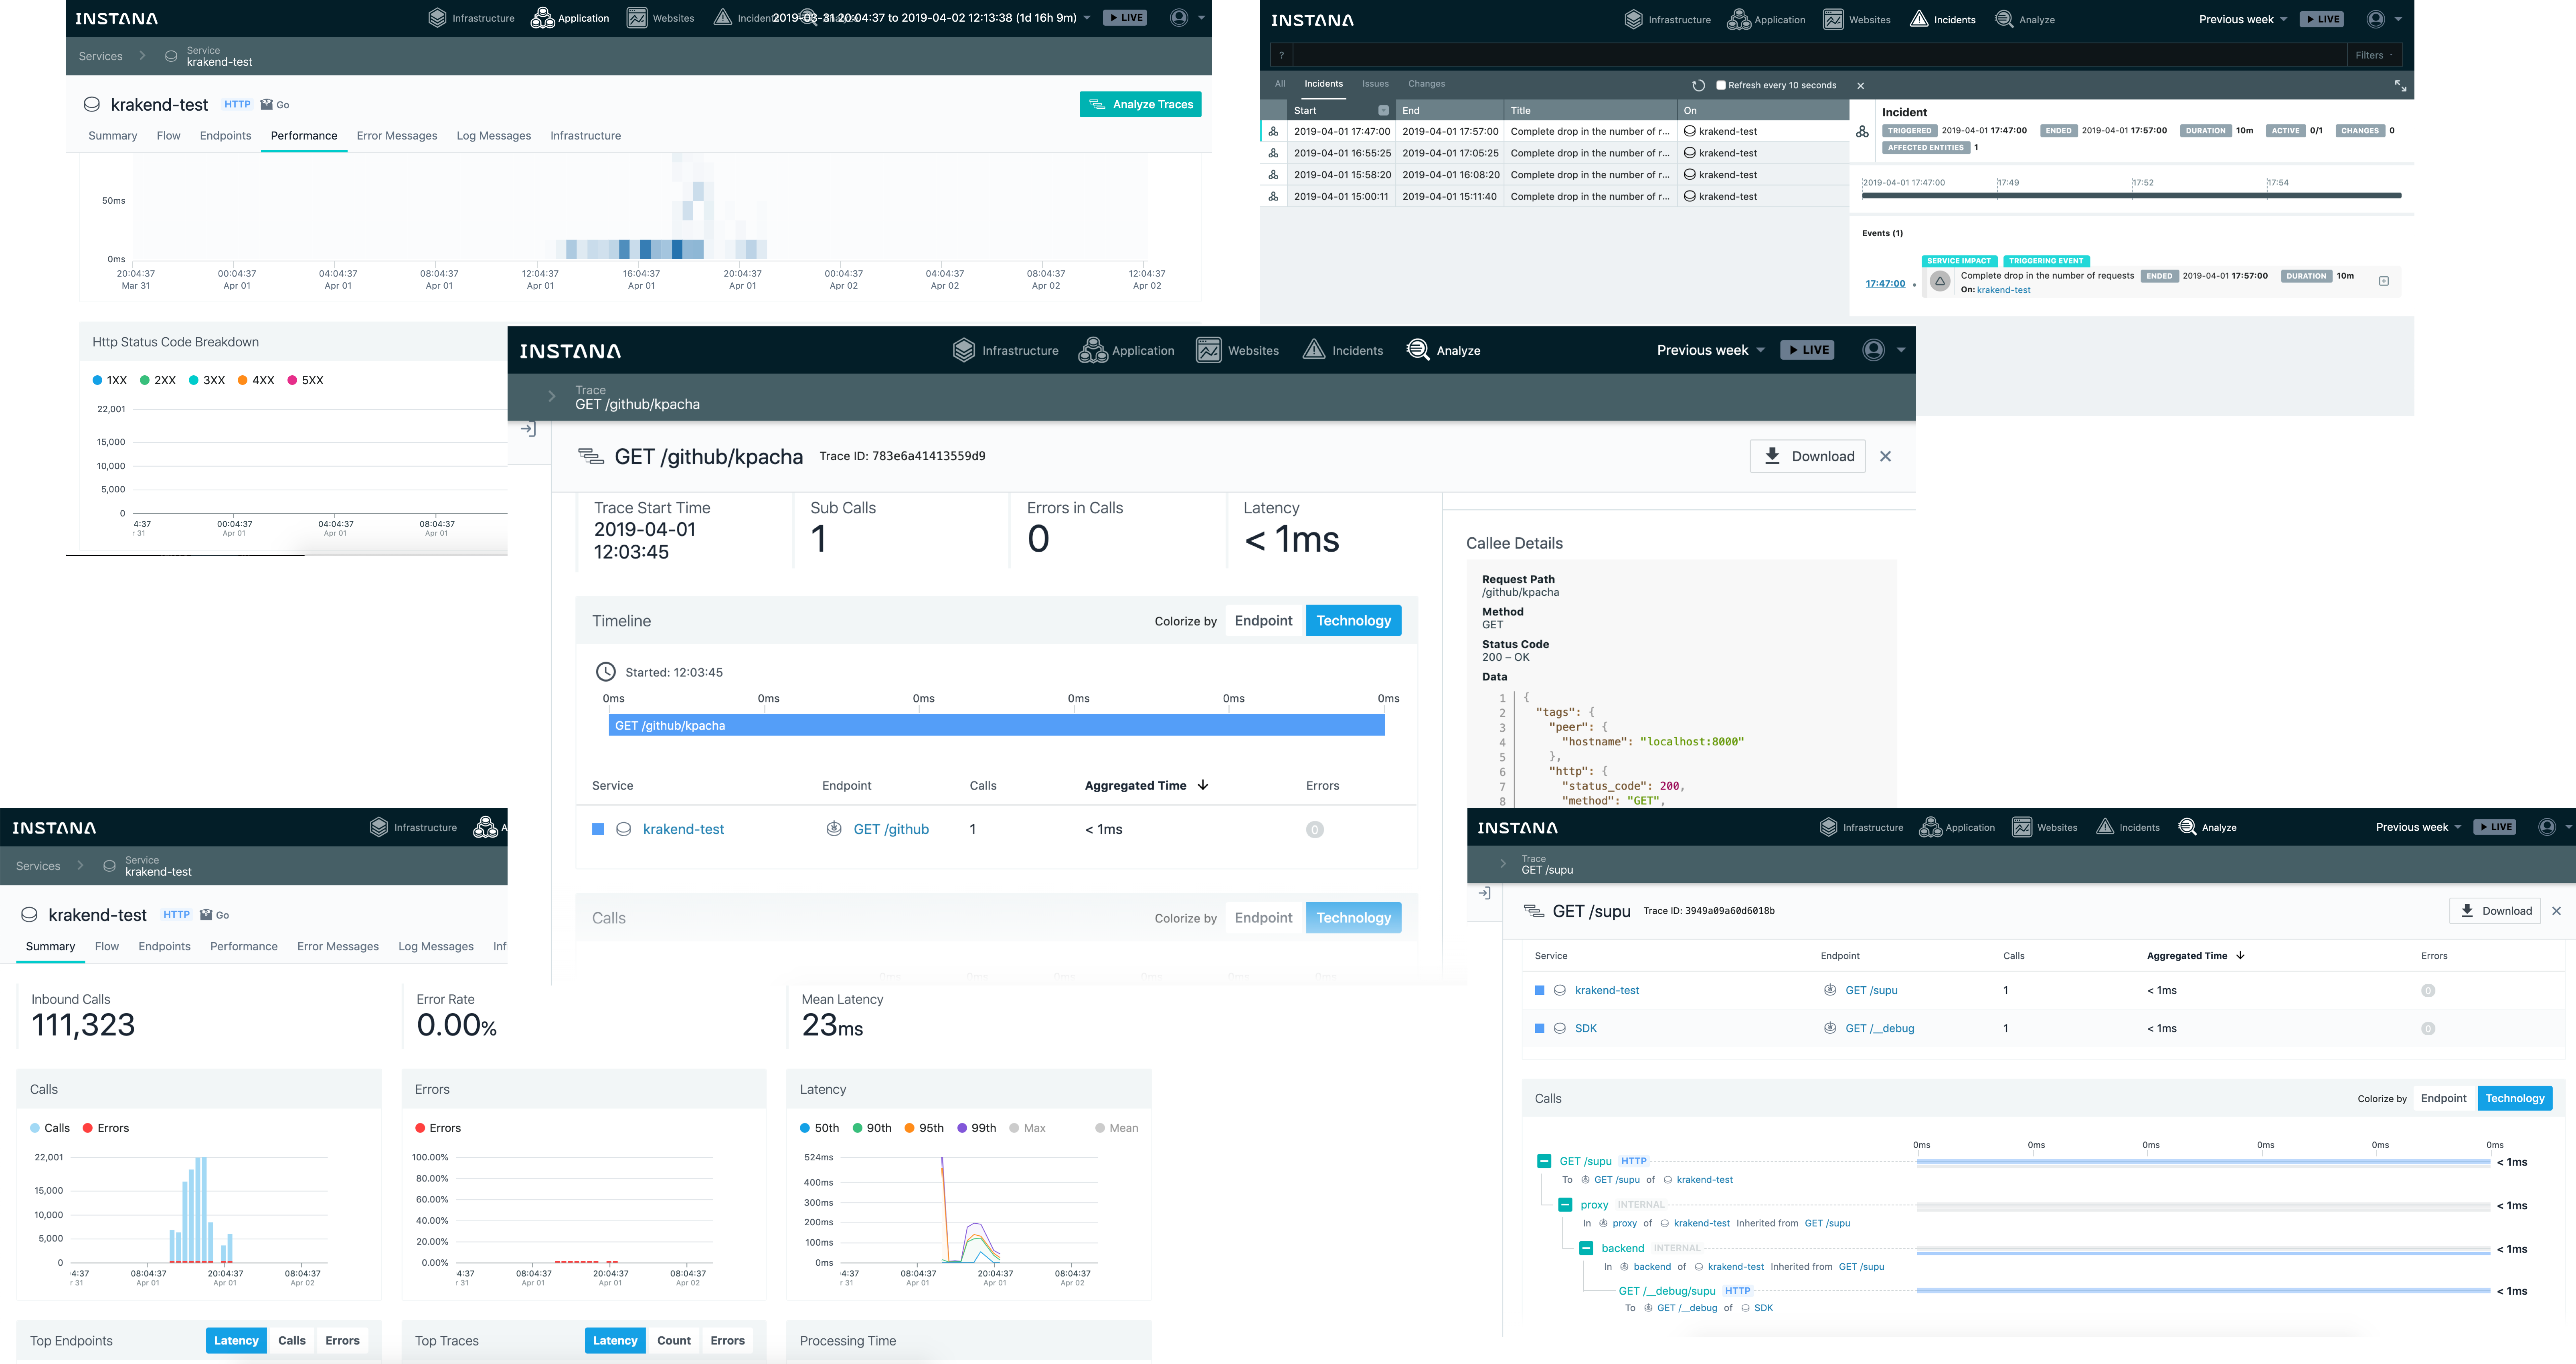 INSTANA
Infrastructure
Application
Websites
2019-03-31 20:04:37 to 2019-04-02 12:13:38 (1d 16h 9m)
LIVE
Services
Service
krakend-test
krakend-test HTTP Go
Analyze Traces
Summary Flow Endpoints Performance Error Messages Log Messages Infrastructure
50ms
0ms
20:04:37 00:04:37 04:04:37 08:04:37 12:04:37 16:04:37 20:04:37 00:04:37 04:04:37 08:04:37 12:04:37
Mar 31 Apr 01 Apr 01 Apr 01 Apr 01 Apr 01 Apr 01 Apr 02 Apr 02 Apr 02 Apr 02
Http Status Code Breakdown
1XX 2XX 3XX 4XX 5XX
22,001
15,000
10,000
5,000
0
4:37 00:04:37 04:04:37 08:04:37
r 31 Apr 01 Apr 01 Apr 01
INSTANA
Infrastructure Application Websites Incidents Analyze
Previous week LIVE
? Filters
All Incidents Issues Changes
Refresh every 10 seconds
Start End Title On
2019-04-01 17:47:00 2019-04-01 17:57:00 Complete drop in the number of r... krakend-test
2019-04-01 16:55:25 2019-04-01 17:05:25 Complete drop in the number of r... krakend-test
2019-04-01 15:58:20 2019-04-01 16:08:20 Complete drop in the number of r... krakend-test
2019-04-01 15:00:11 2019-04-01 15:11:40 Complete drop in the number of r... krakend-test
Incident
TRIGGERED 2019-04-01 17:47:00 ENDED 2019-04-01 17:57:00 DURATION 10m ACTIVE 0/1 CHANGES 0
AFFECTED ENTITIES 1
2019-04-01 17:47:00 17:49 17:52 17:54
Events (1)
SERVICE IMPACT TRIGGERING EVENT
17:47:00 Complete drop in the number of requests ENDED 2019-04-01 17:57:00 DURATION 10m
On: krakend-test
INSTANA
Infrastructure Application Websites Incidents Analyze
Previous week LIVE
Trace
GET /github/kpacha
GET /github/kpacha Trace ID: 783e6a41413559d9
Download
Trace Start Time Sub Calls Errors in Calls Latency
2019-04-01
12:03:45
1 0 < 1ms
Timeline
Colorize by Endpoint Technology
Started: 12:03:45
0ms 0ms 0ms 0ms 0ms 0ms
GET /github/kpacha
Service Endpoint Calls Aggregated Time Errors
krakend-test GET /github 1 < 1ms 0
Calls
Colorize by Endpoint Technology
0ms 0ms 0ms 0ms 0ms 0ms
Callee Details
Request Path
/github/kpacha
Method
GET
Status Code
200 – OK
Data
1 {
2 "tags": {
3 "peer": {
4 "hostname": "localhost:8000"
5 },
6 "http": {
7 "status_code": 200,
8 "method": "GET",
INSTANA
Infrastructure A
Services
Service
krakend-test
krakend-test HTTP Go
Summary Flow Endpoints Performance Error Messages Log Messages Inf
Inbound Calls
111,323
Error Rate
0.00%
Mean Latency
23ms
Calls
Calls Errors
22,001
15,000
10,000
5,000
0
4:37 08:04:37 20:04:37 08:04:37
r 31 Apr 01 Apr 01 Apr 02
Errors
Errors
100.00%
80.00%
60.00%
40.00%
20.00%
0.00%
4:37 08:04:37 20:04:37 08:04:37
r 31 Apr 01 Apr 01 Apr 02
Latency
50th 90th 95th 99th Max Mean
524ms
400ms
300ms
200ms
100ms
0ms
4:37 08:04:37 20:04:37 08:04:37
r 31 Apr 01 Apr 01 Apr 02
Top Endpoints Latency Calls Errors
Top Traces Latency Count Errors
Processing Time
INSTANA
Infrastructure Application Websites Incidents Analyze
Previous week LIVE
Trace
GET /supu
GET /supu Trace ID: 3949a09a60d6018b
Download
Service Endpoint Calls Aggregated Time Errors
krakend-test GET /supu 1 < 1ms 0
SDK GET /__debug 1 < 1ms 0
Calls
Colorize by Endpoint Technology
0ms 0ms 0ms 0ms 0ms 0ms
GET /supu HTTP < 1ms
To GET /supu of krakend-test
proxy INTERNAL < 1ms
In proxy of krakend-test Inherited from GET /supu
backend INTERNAL < 1ms
In backend of krakend-test Inherited from GET /supu
GET /__debug/supu HTTP < 1ms
To GET /__debug of SDK